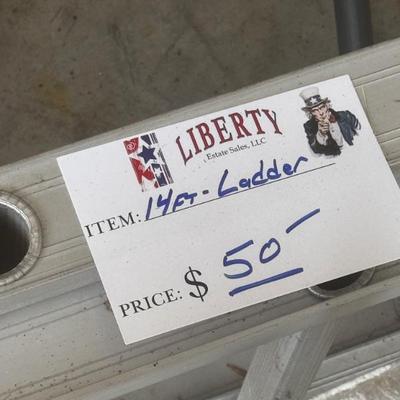 LIBERTY
Estate Sales, LLC
ITEM: 14FT - Ladder
PRICE: $ 50 -